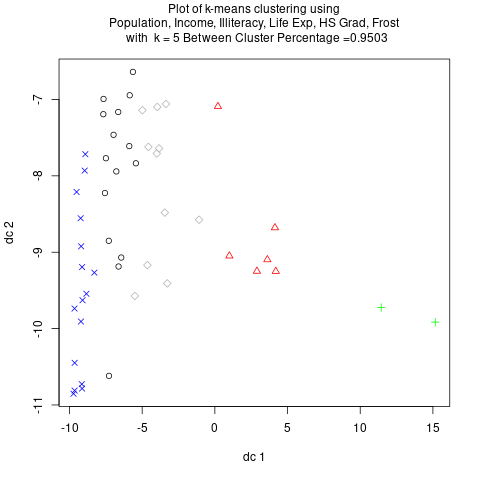 Plot of k-means clustering using
Population, Income, Illiteracy, Life Exp, HS Grad, Frost
with k = 5 Between Cluster Percentage =0.9503
-7
-8
-9
-10
-11
dc 2
-10 -5 0 5 10 15
dc 1